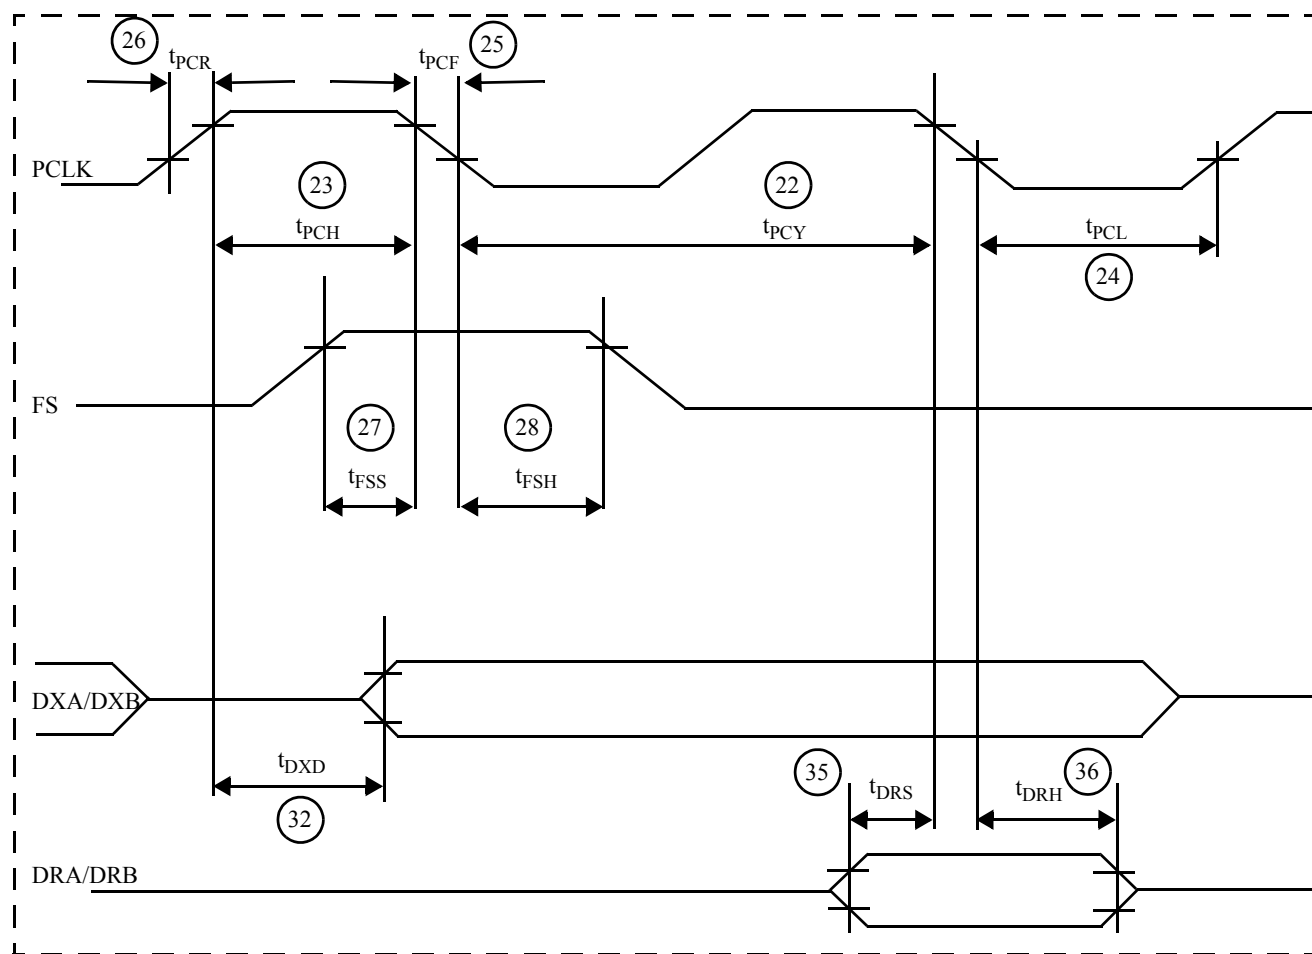 26
tPCR
25
tPCF
PCLK
23
tPCH
22
tPCY
tPCL
24
FS
27
tFSS
28
tFSH
DXA/DXB
tDXD
32
35
tDRS
36
tDRH
DRA/DRB